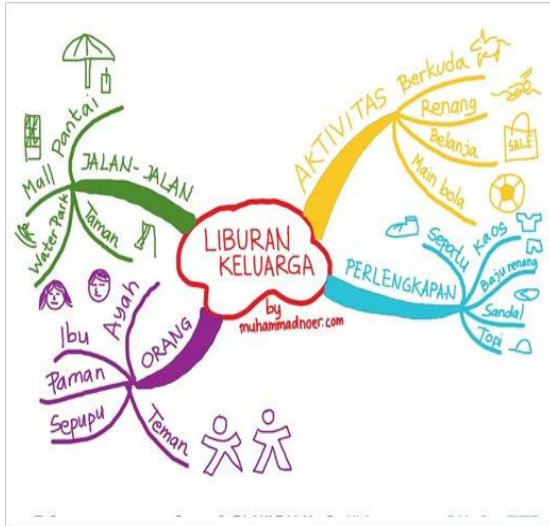 LIBURAN
KELUARGA
by
muhammadnoer.com
AKTIVITAS
Berkuda
Renang
Belanja
SALE
Main bola
PERLENGKAPAN
Sepatu
Kaos
Baju renang
Sandal
Topi
ORANG
Ayah
Ibu
Paman
Sepupu
Teman
JALAN-JALAN
Pantai
Mall
Water Park
Taman